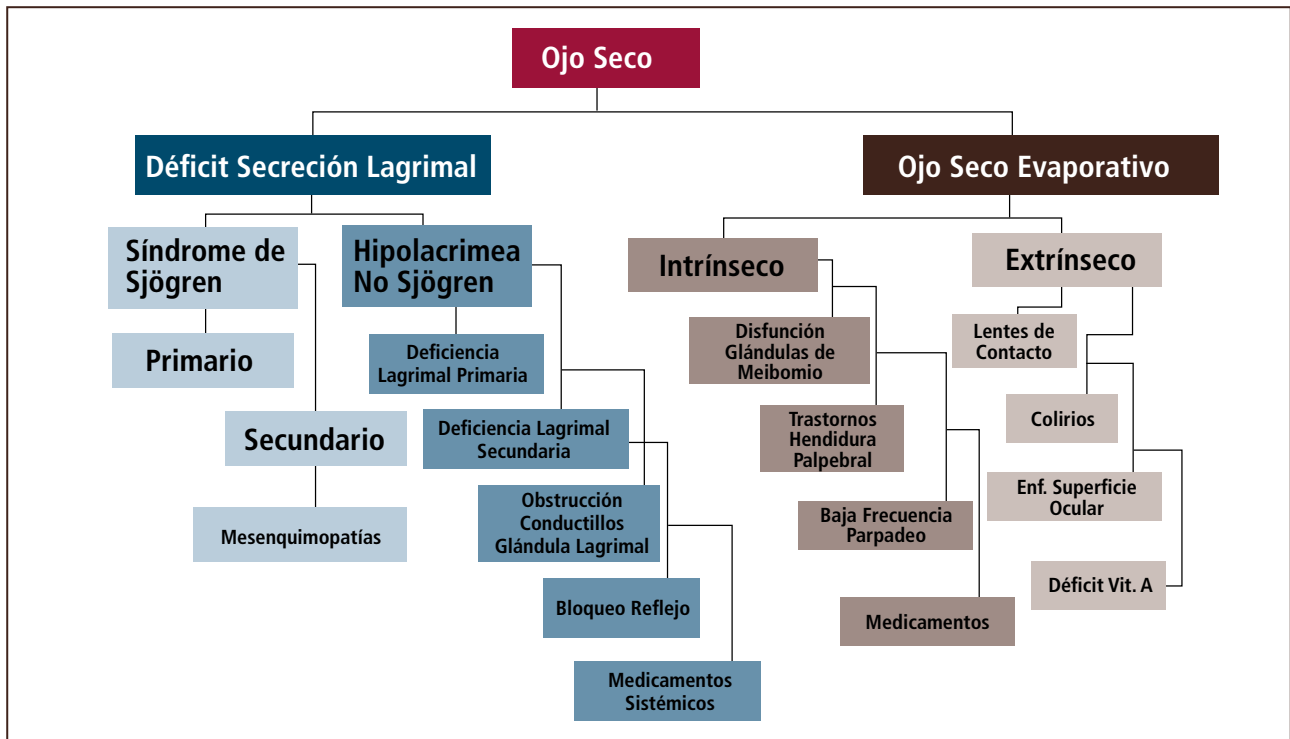 Ojo Seco
Déficit Secreción Lagrimal
Ojo Seco Evaporativo
Síndrome de
Sjögren
Hipolacrimea
No Sjögren
Intrínseco
Extrínseco
Primario
Deficiencia
Lagrimal Primaria
Disfunción
Glándulas de
Meibomio
Lentes de
Contacto
Secundario
Deficiencia Lagrimal
Secundaria
Trastornos
Hendidura
Palpebral
Colirios
Mesenquimopatías
Obstrucción
Conductillos
Glándula Lagrimal
Baja Frecuencia
Parpadeo
Enf. Superficie
Ocular
Bloqueo Reflejo
Medicamentos
Déficit Vit. A
Medicamentos
Sistémicos